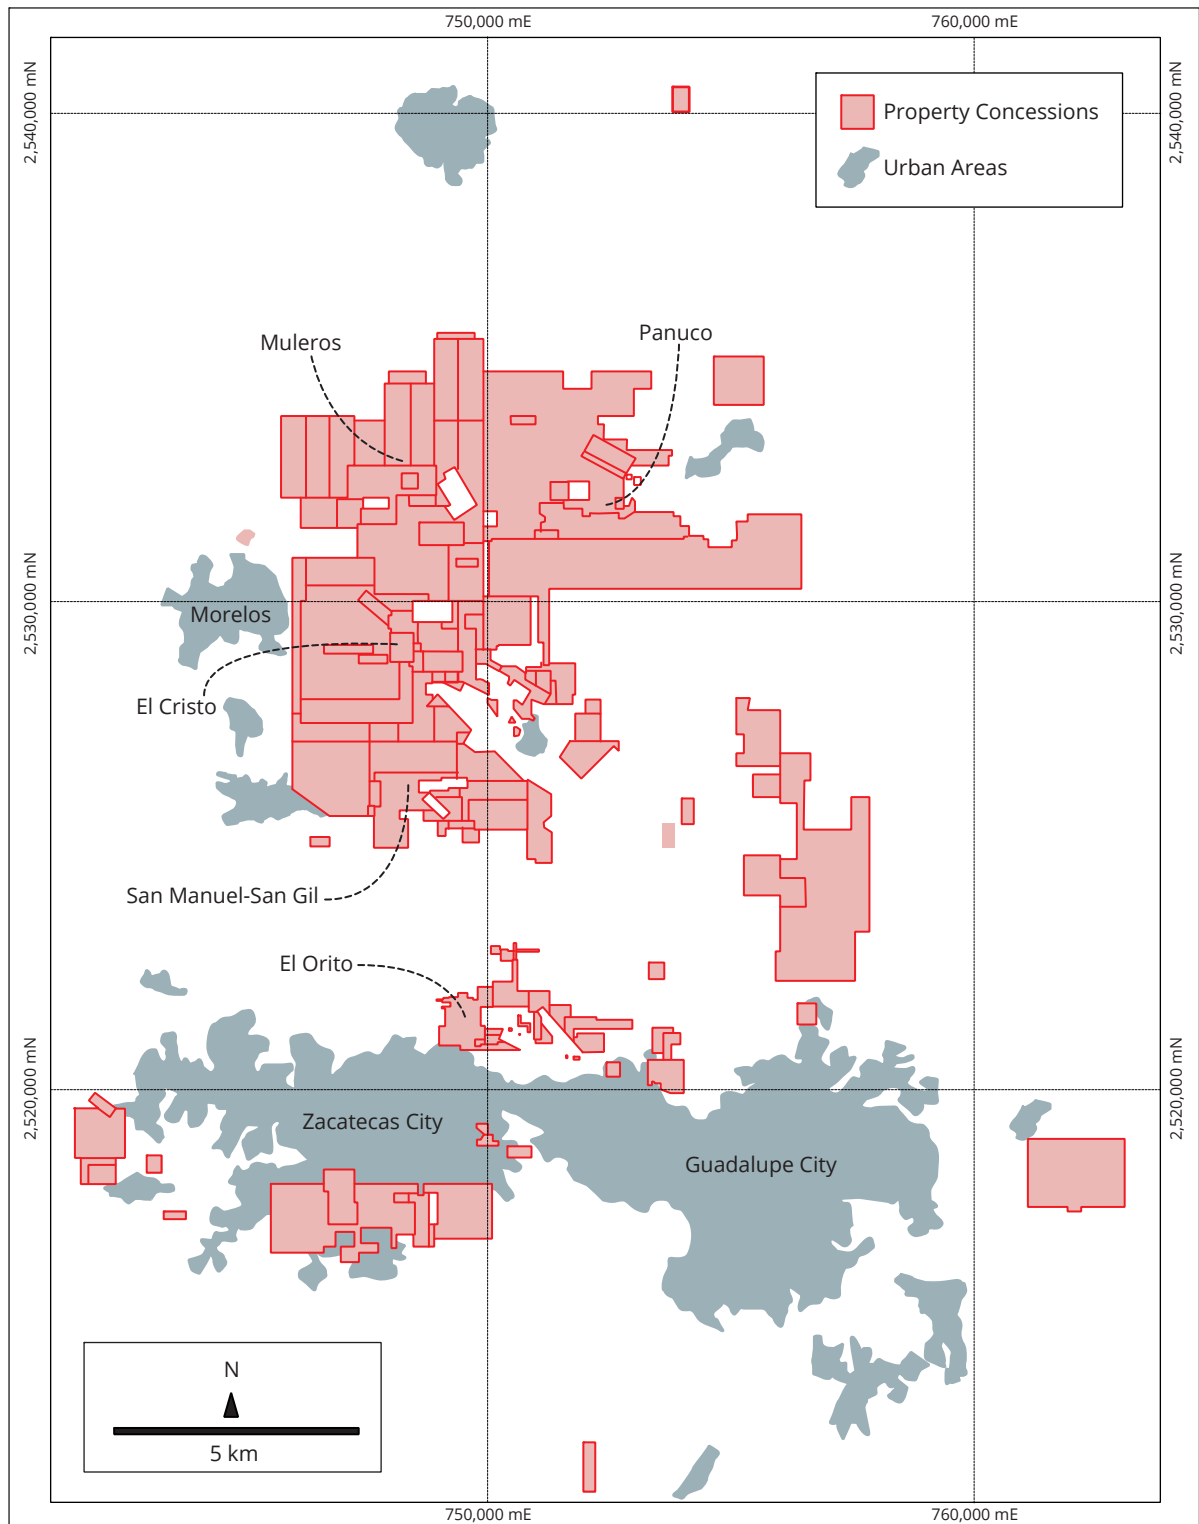 750,000 mE
760,000 mE
2,540,000 mN
2,540,000 mN
Property Concessions
Urban Areas
Muleros
Panuco
2,530,000 mN
2,530,000 mN
Morelos
El Cristo
San Manuel-San Gil
El Orito
2,520,000 mN
2,520,000 mN
Zacatecas City
Guadalupe City
N
5 km
750,000 mE
760,000 mE